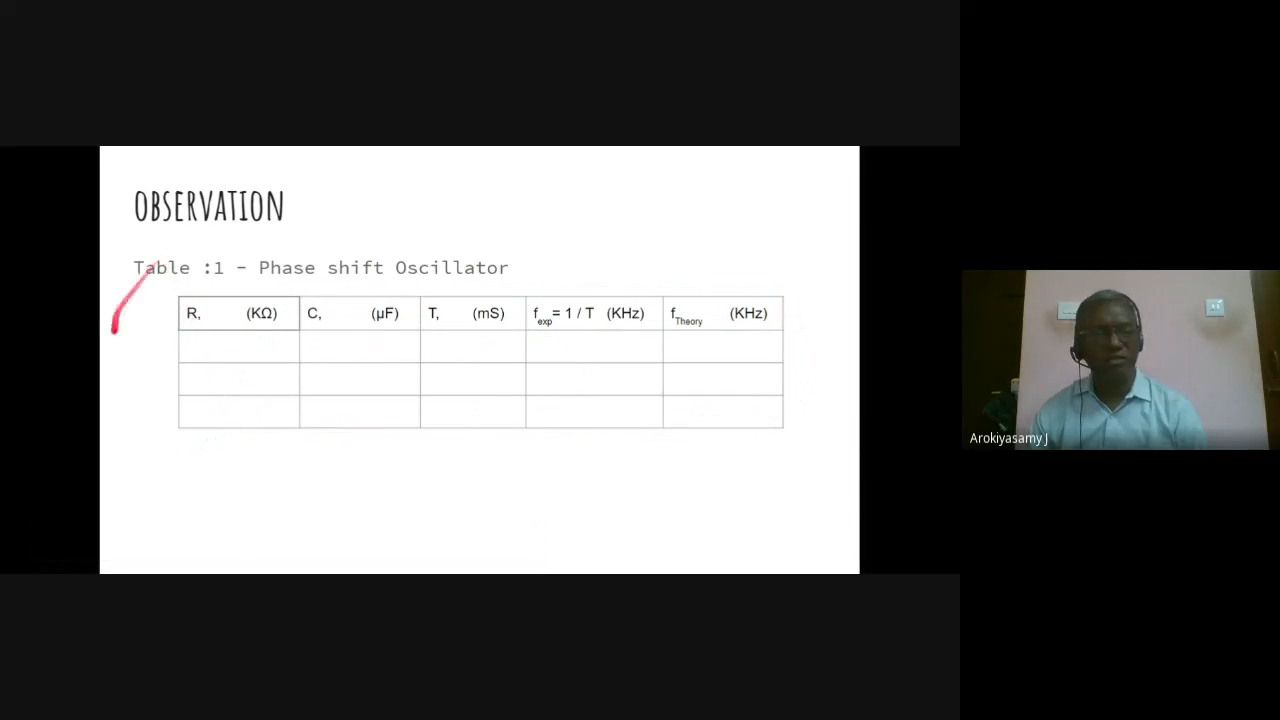 OBSERVATION
Table :1 - Phase shift Oscillator
R, (KΩ) C, (µF) T, (mS) fexp= 1 / T (KHz) fTheory (KHz)
Arokiyasamy J